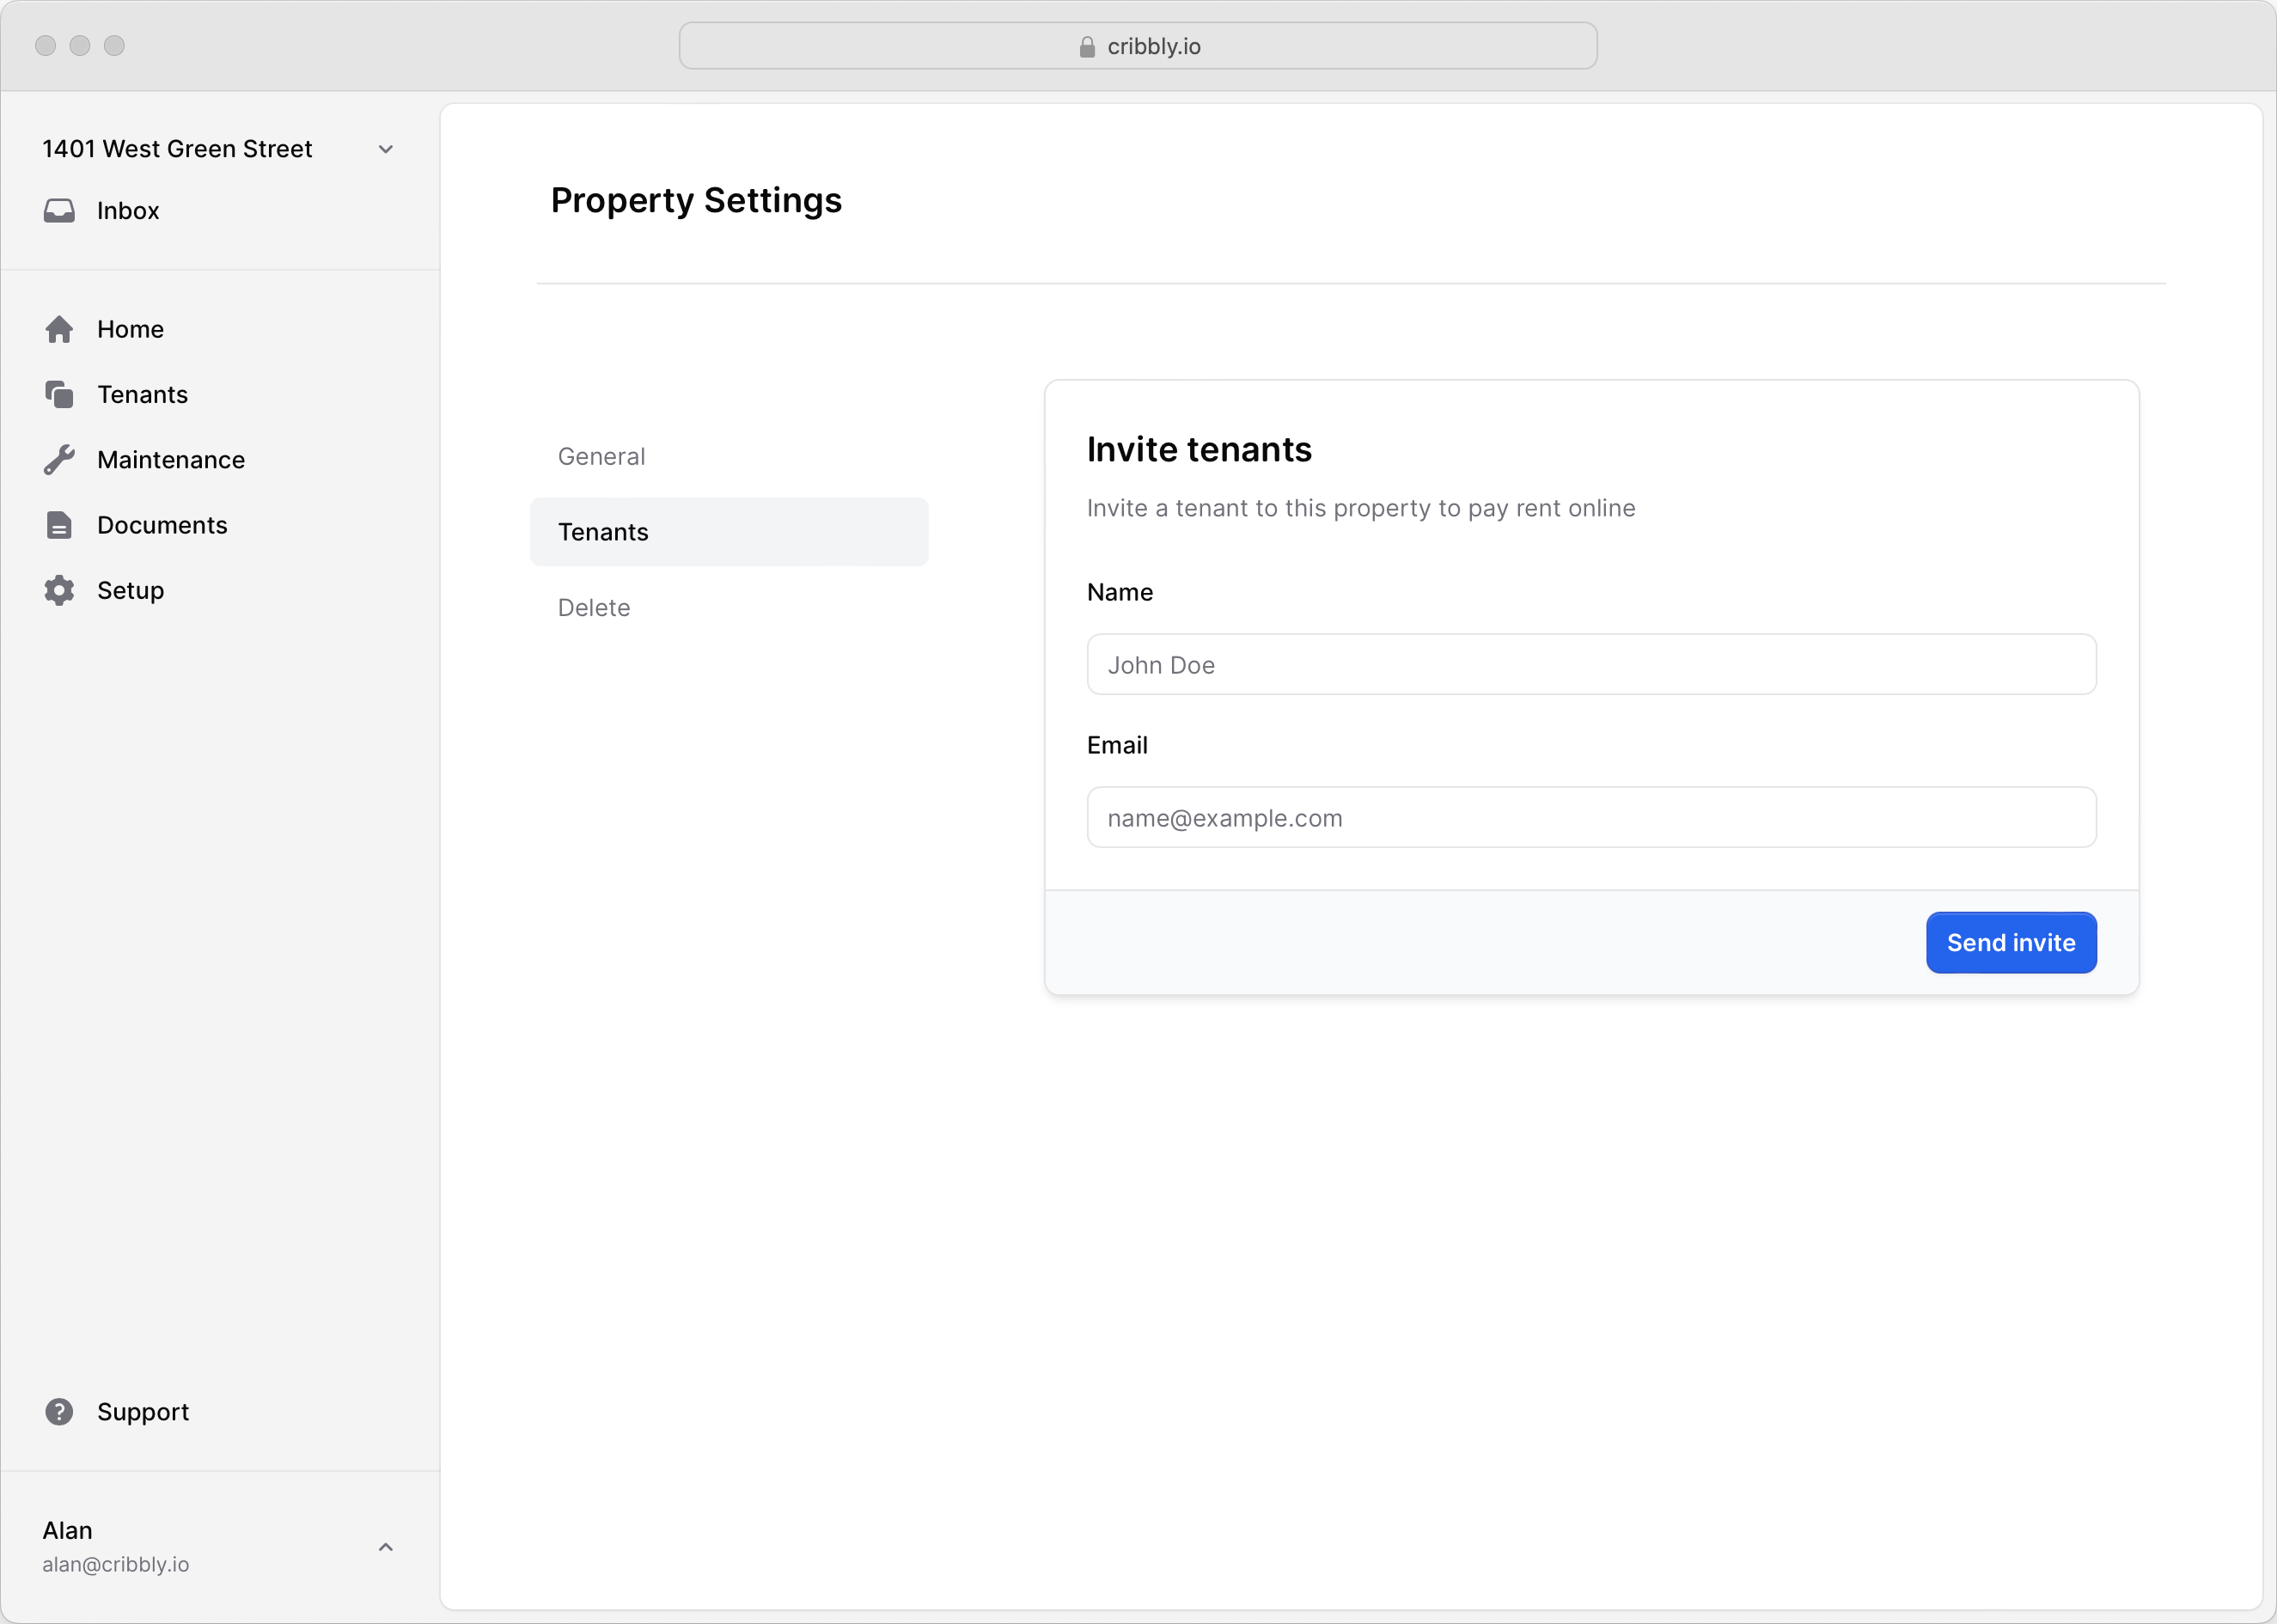 cribbly.io
1401 West Green Street
Inbox
Home
Tenants
Maintenance
Documents
Setup
Support
Alan
alan@cribbly.io
Property Settings
General
Tenants
Delete
Invite tenants
Invite a tenant to this property to pay rent online
Name
John Doe
Email
name@example.com
Send invite